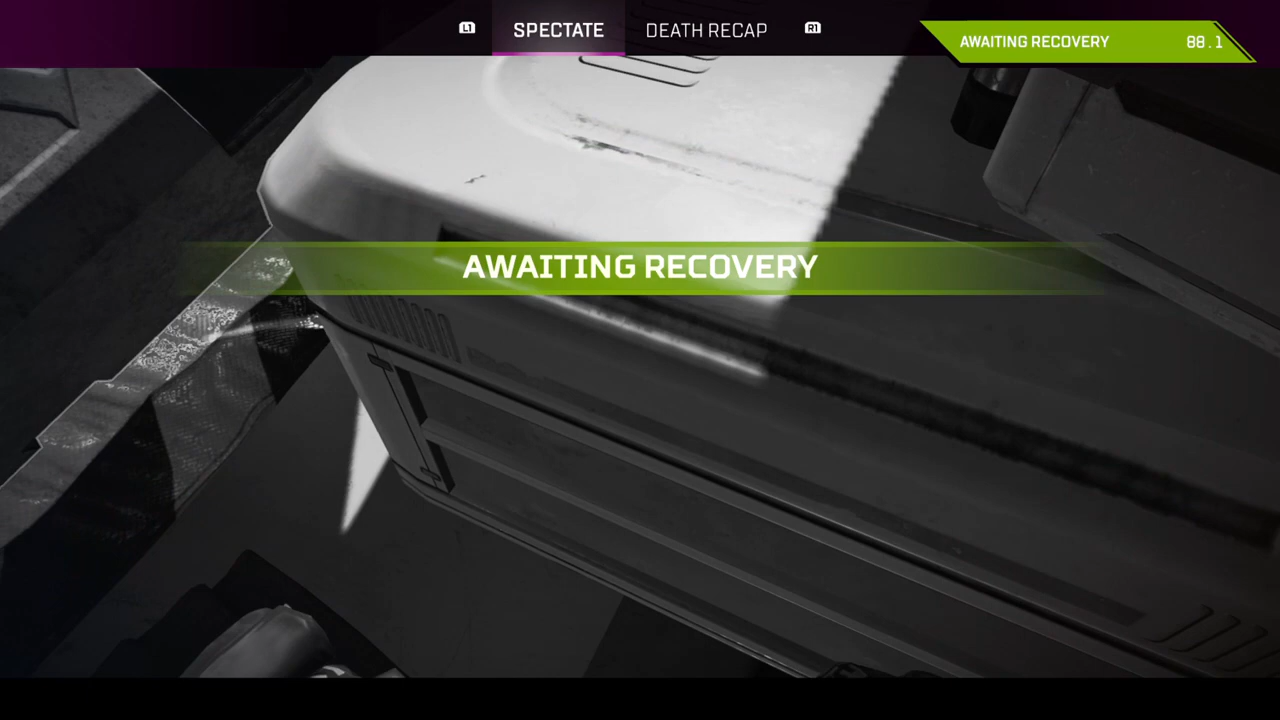 L1 SPECTATE DEATH RECAP R1
AWAITING RECOVERY 88.1
AWAITING RECOVERY